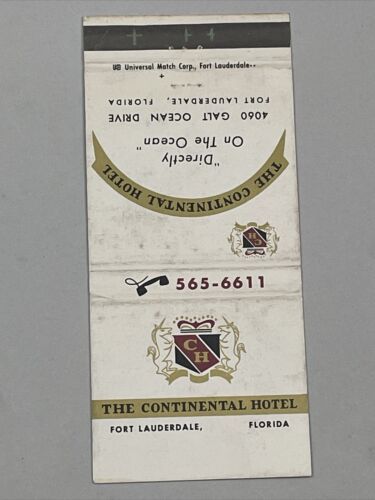 UB Universal Match Corp., Fort Lauderdale--
FORT LAUDERDALE, FLORIDA
4060 GALT OCEAN DRIVE
"Directly
On The Ocean"
THE CONTINENTAL HOTEL
C
H
565-6611
C
H
THE CONTINENTAL HOTEL
FORT LAUDERDALE, FLORIDA